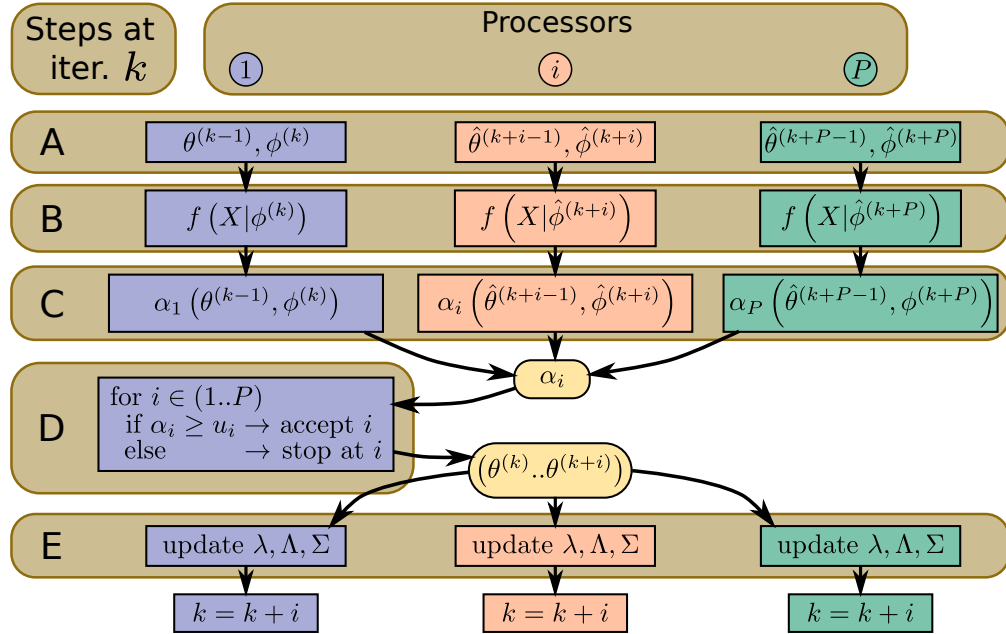 Steps at
iter. k
Processors
1 i P
A
θ^(k−1), ϕ^(k) θ̂^(k+i−1), ϕ̂^(k+i) θ̂^(k+P−1), ϕ̂^(k+P)
B
f (X|ϕ^(k)) f (X|ϕ̂^(k+i)) f (X|ϕ̂^(k+P))
C
α_1 (θ^(k−1), ϕ^(k)) α_i (θ̂^(k+i−1), ϕ̂^(k+i)) α_P (θ̂^(k+P−1), ϕ^(k+P))
α_i
D
for i ∈ (1..P)
if α_i ≥ u_i → accept i
else → stop at i
(θ^(k)..θ^(k+i))
E
update λ, Λ, Σ update λ, Λ, Σ update λ, Λ, Σ
k = k + i k = k + i k = k + i